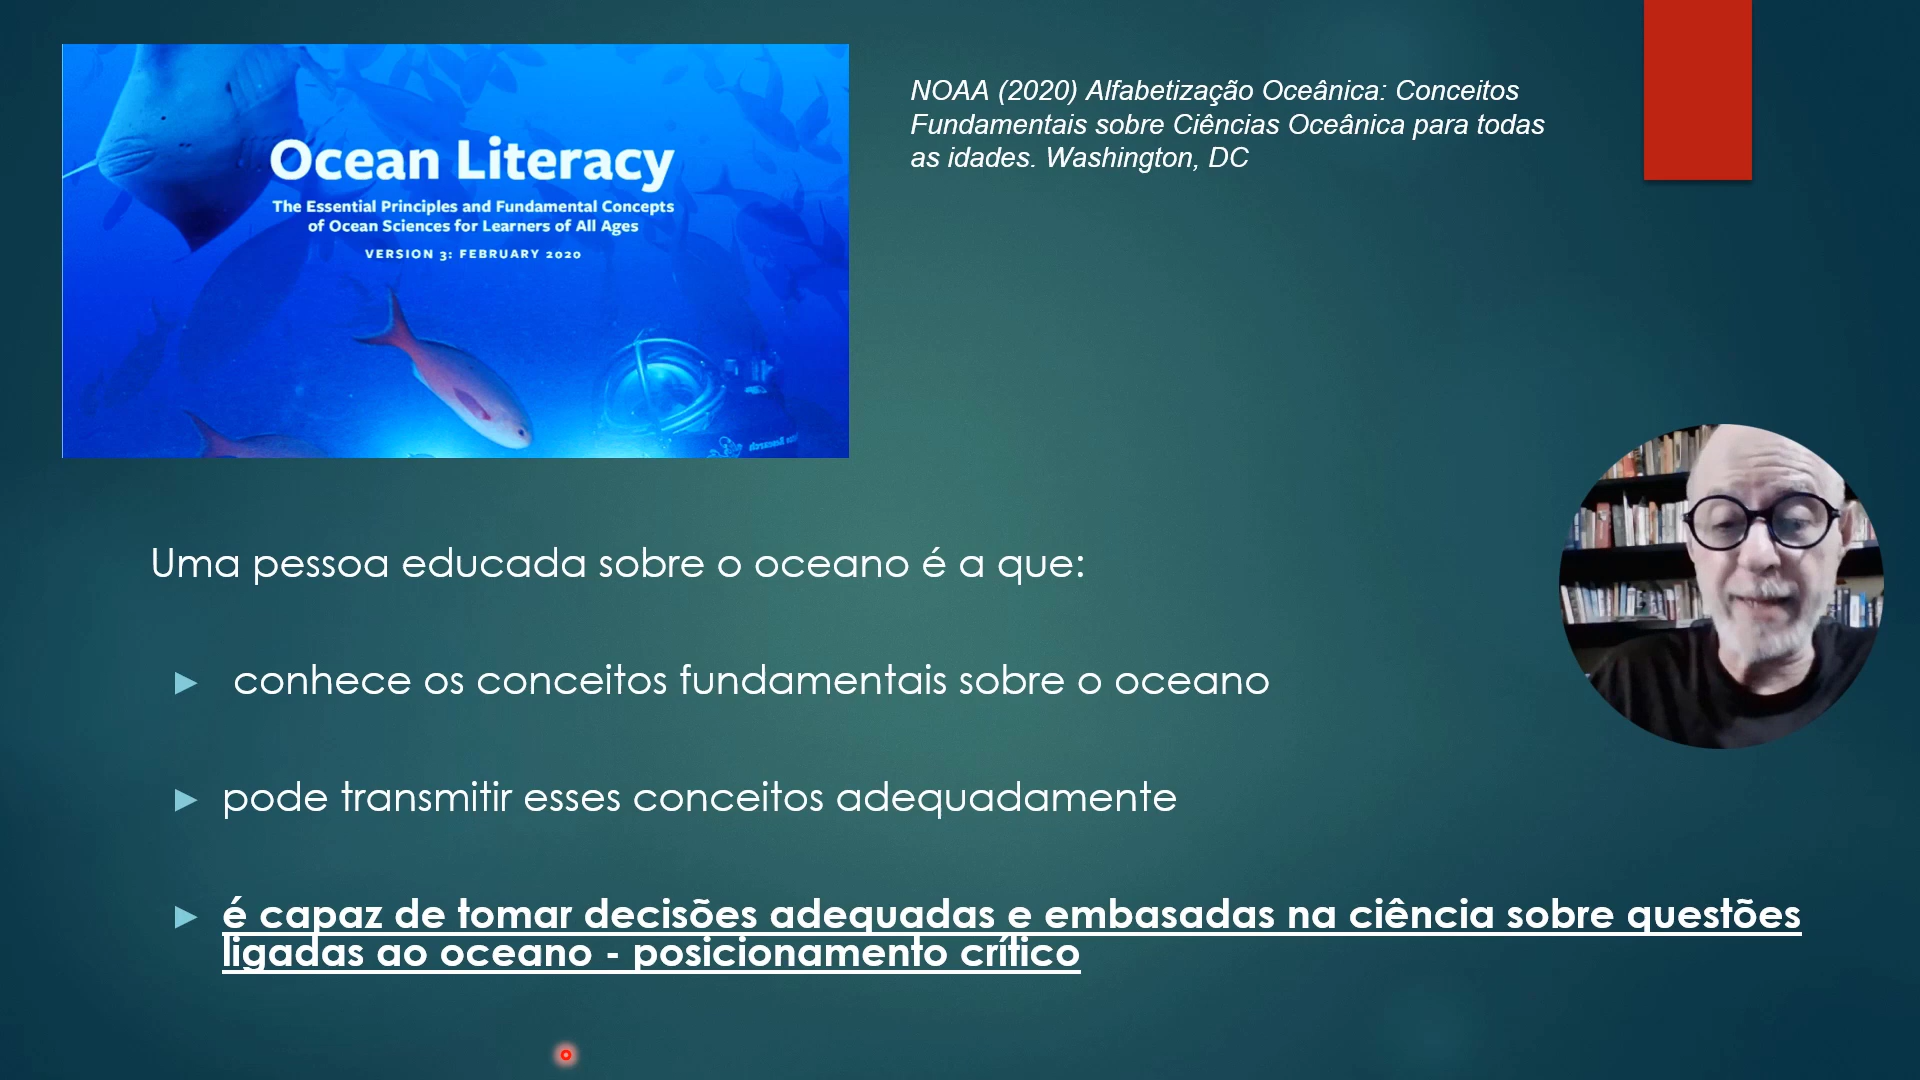 Ocean Literacy
The Essential Principles and Fundamental Concepts
of Ocean Sciences for Learners of All Ages
VERSION 3: FEBRUARY 2020
NOAA (2020) Alfabetização Oceânica: Conceitos
Fundamentais sobre Ciências Oceânica para todas
as idades. Washington, DC
Uma pessoa educada sobre o oceano é a que:
► conhece os conceitos fundamentais sobre o oceano
► pode transmitir esses conceitos adequadamente
► é capaz de tomar decisões adequadas e embasadas na ciência sobre questões
ligadas ao oceano - posicionamento crítico